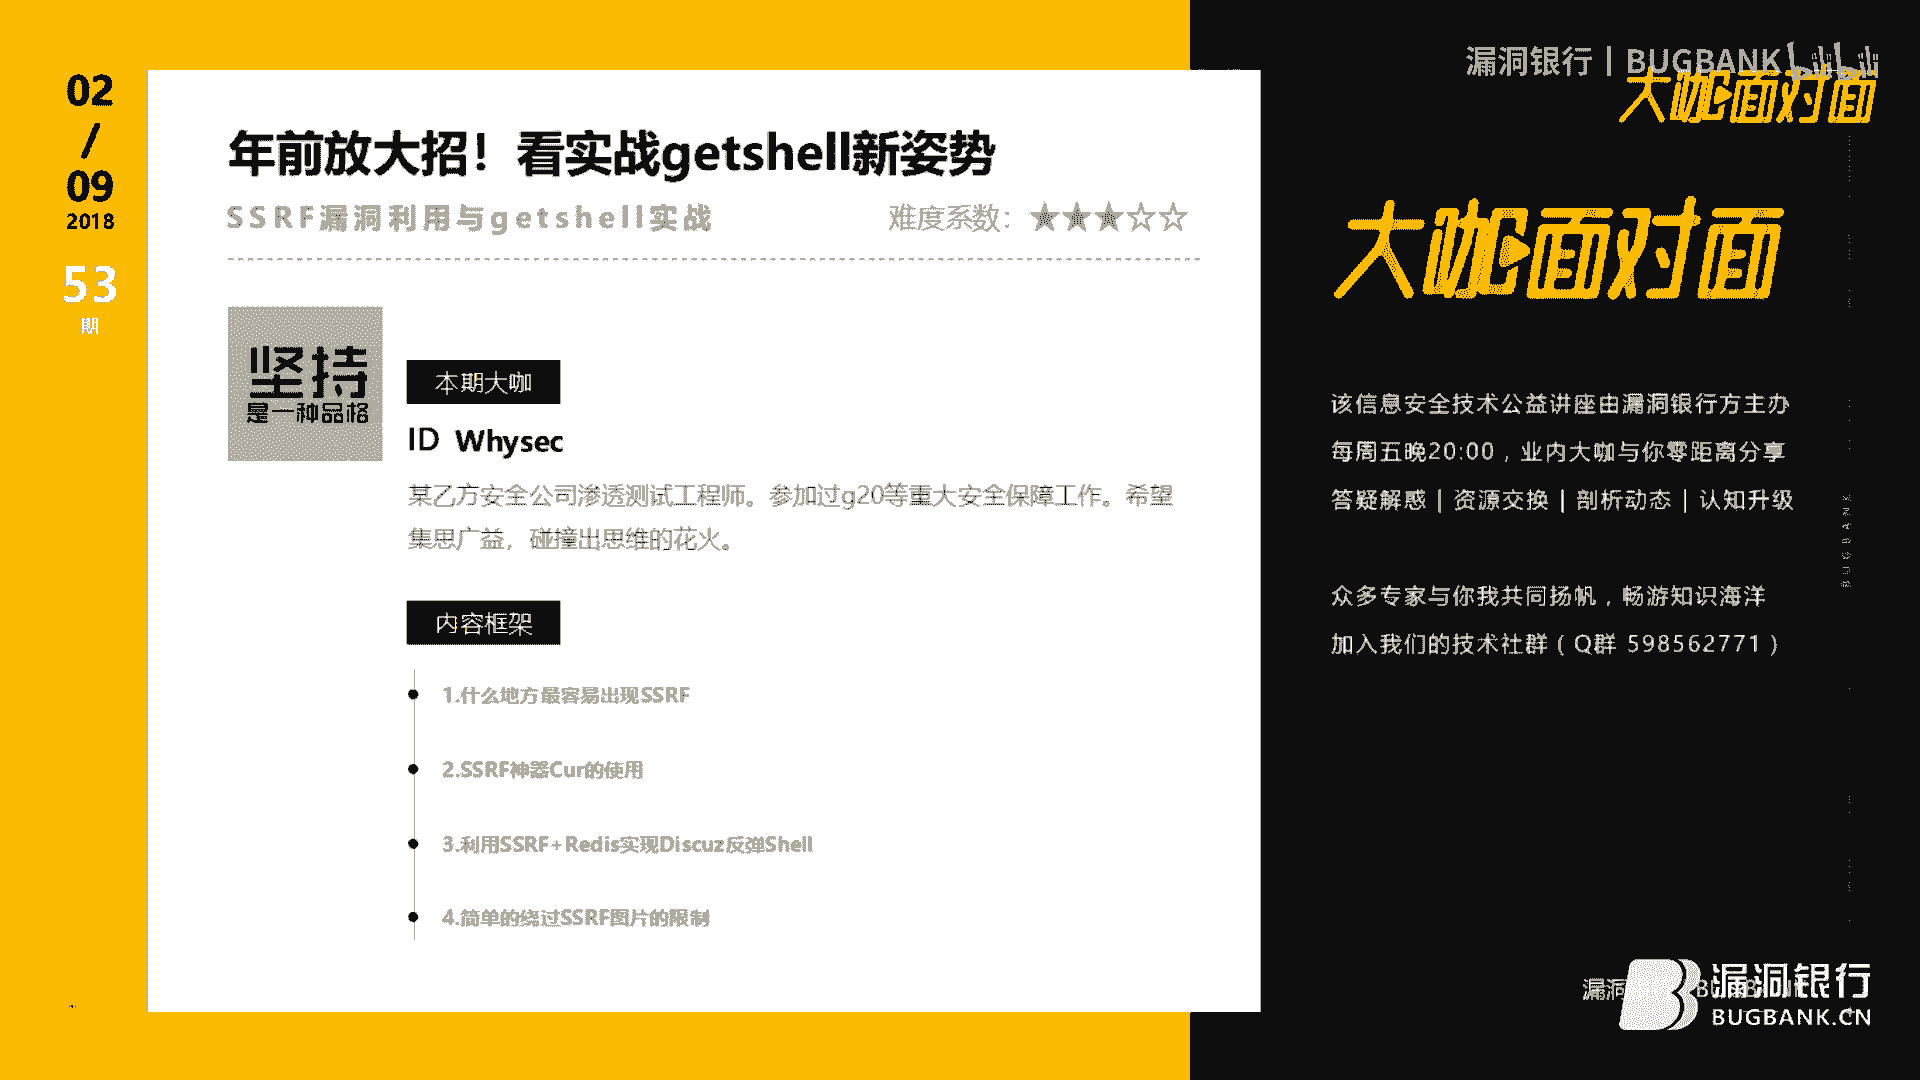 02
/
09
2018
53
期
年前放大招！看实战getshell新姿势
SSRF漏洞利用与getshell实战
难度系数：★★★☆☆
坚持
是一种品格
本期大咖
ID Whysec
某乙方安全公司渗透测试工程师。参加过g20等重大安全保障工作。希望
集思广益，碰撞出思维的花火。
内容框架
1.什么地方最容易出现SSRF
2.SSRF神器Cur的使用
3.利用SSRF+Redis实现Discuz反弹Shell
4.简单的绕过SSRF图片的限制
漏洞银行丨BUGBANK
bilibili
大咖面对面
大咖面对面
该信息安全技术公益讲座由漏洞银行方主办
每周五晚20:00，业内大咖与你零距离分享
答疑解惑 | 资源交换 | 剖析动态 | 认知升级
众多专家与你我共同扬帆，畅游知识海洋
加入我们的技术社群（Q群 598562771）
BUGBANK
漏洞银行
BUGBANK.CN